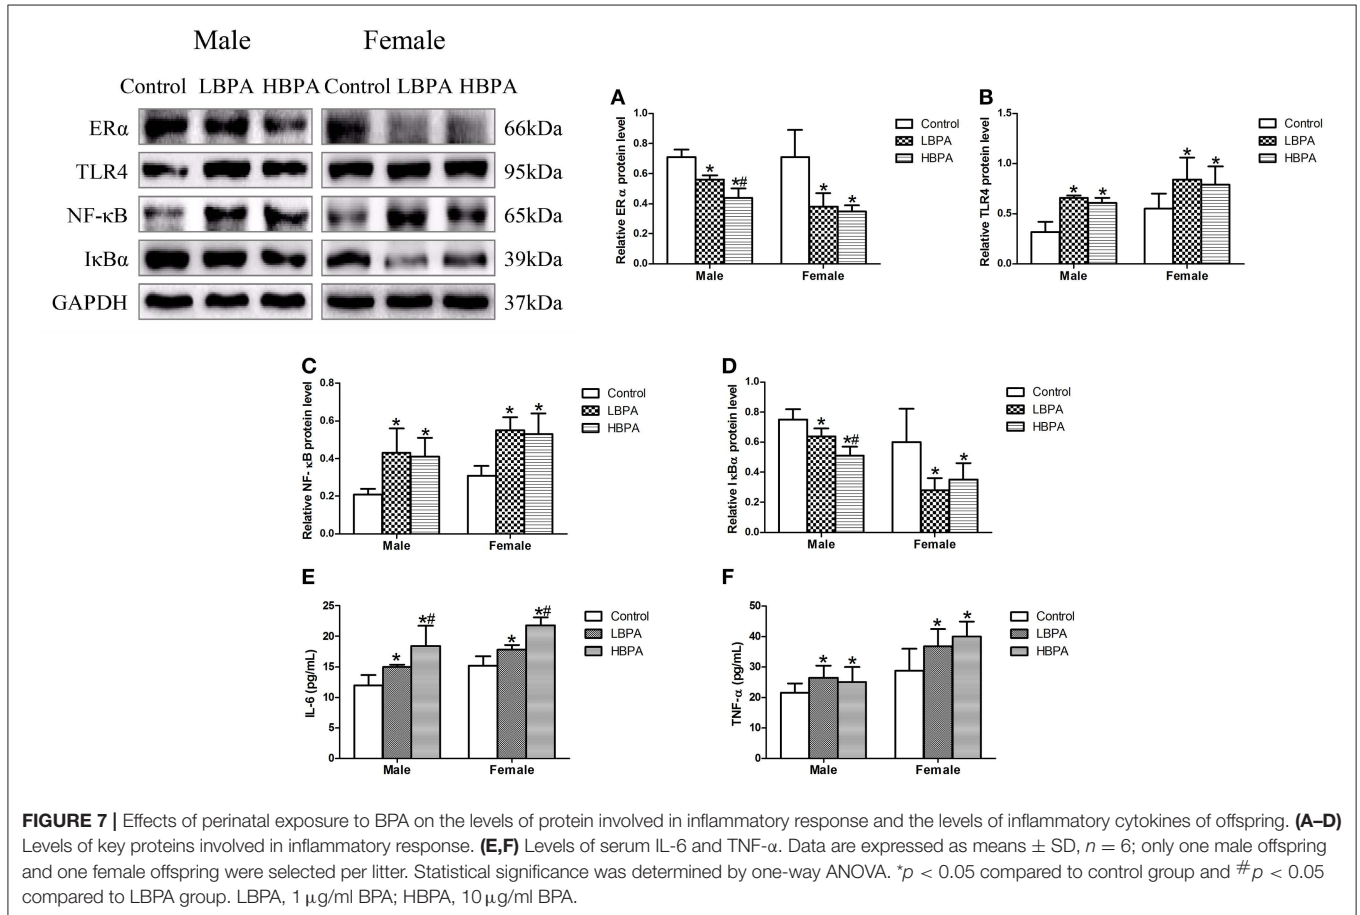 Male Female
Control LBPA HBPA Control LBPA HBPA
ERα 66kDa
TLR4 95kDa
NF-κB 65kDa
IκBα 39kDa
GAPDH 37kDa
A
Relative ER α protein level
1.0
0.8
0.6
0.4
0.2
0.0
* *# * *
Male Female
Control
LBPA
HBPA
B
Relative TLR4 protein level
1.5
1.0
0.5
0.0
* * * *
Male Female
Control
LBPA
HBPA
C
Relative NF- κB protein level
0.8
0.6
0.4
0.2
0.0
* * * *
Male Female
Control
LBPA
HBPA
D
Relative I κBα protein level
1.0
0.8
0.6
0.4
0.2
0.0
* *# * *
Male Female
Control
LBPA
HBPA
E
IL-6 (pg/mL)
25
20
15
10
5
0
* *# * *#
Male Female
Control
LBPA
HBPA
F
TNF-α (pg/mL)
50
40
30
20
10
0
* * * *
Male Female
Control
LBPA
HBPA
FIGURE 7 | Effects of perinatal exposure to BPA on the levels of protein involved in inflammatory response and the levels of inflammatory cytokines of offspring. (A–D)
Levels of key proteins involved in inflammatory response. (E,F) Levels of serum IL-6 and TNF-α. Data are expressed as means ± SD, n = 6; only one male offspring
and one female offspring were selected per litter. Statistical significance was determined by one-way ANOVA. *p < 0.05 compared to control group and #p < 0.05
compared to LBPA group. LBPA, 1 μg/ml BPA; HBPA, 10 μg/ml BPA.